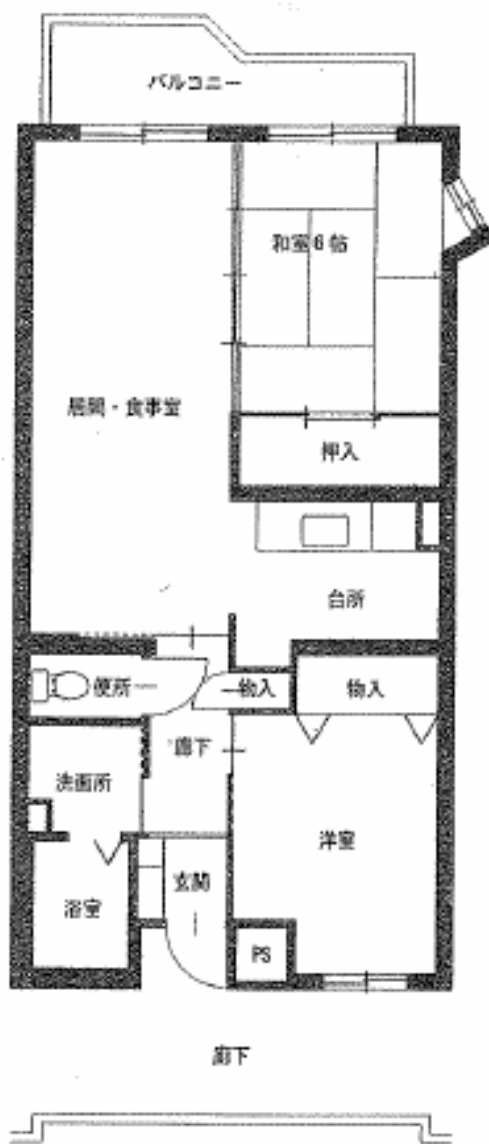 バルコニー
和室6帖
居間・食事室
押入
台所
便所
物入
物入
廊下
洗面所
洋室
玄関
浴室
PS
廊下